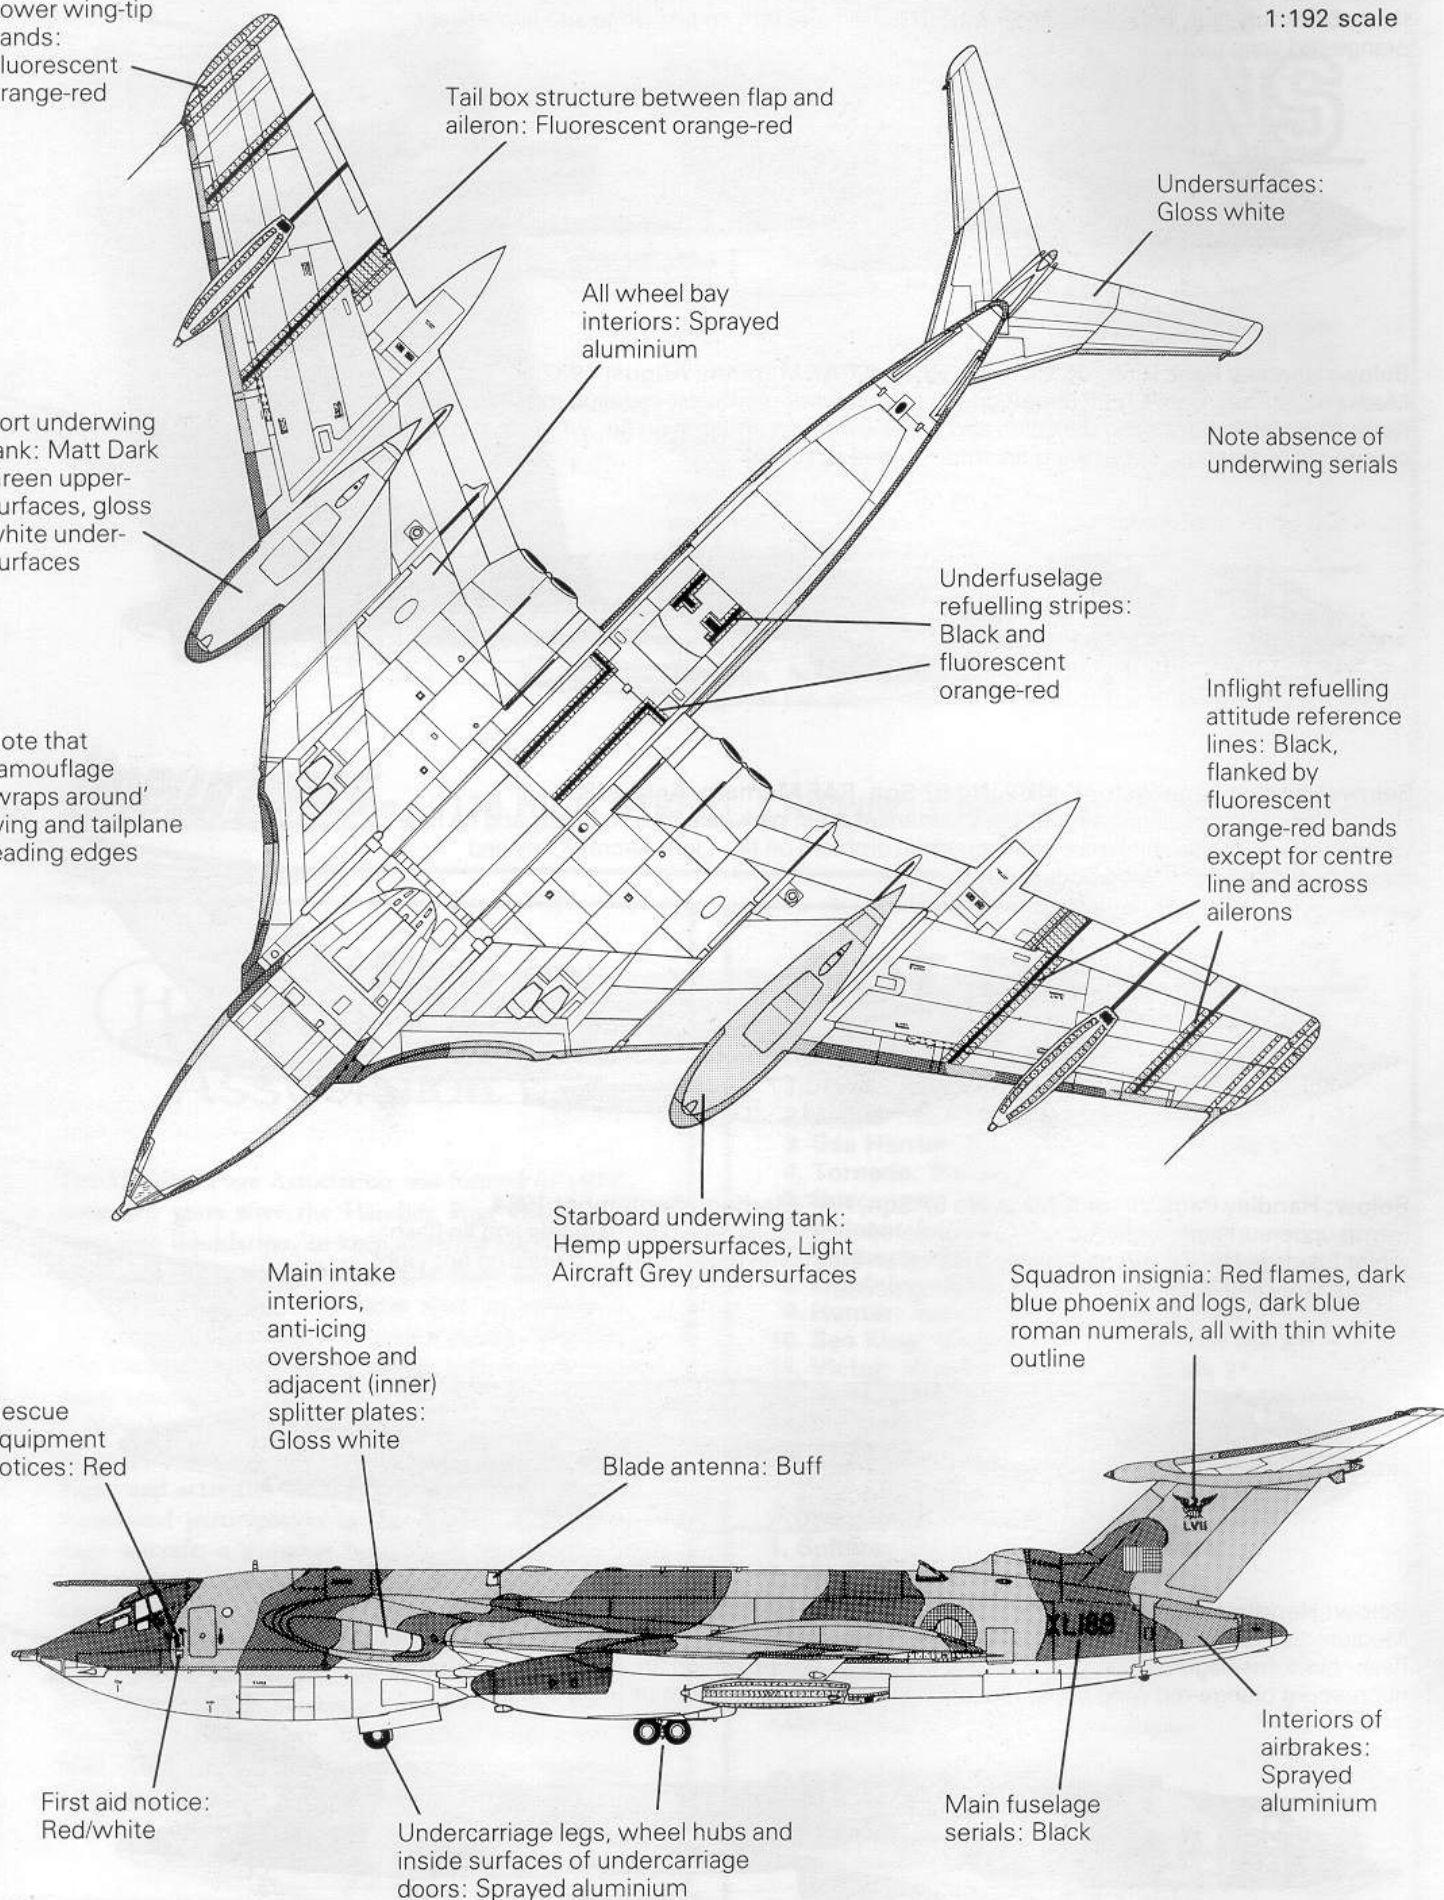 1:192 scale
ower wing-tip
ands:
luorescent
range-red
Tail box structure between flap and
aileron: Fluorescent orange-red
Undersurfaces:
Gloss white
All wheel bay
interiors: Sprayed
aluminium
ort underwing
ank: Matt Dark
reen upper-
urfaces, gloss
hite under-
urfaces
Note absence of
underwing serials
Underfuselage
refuelling stripes:
Black and
fluorescent
orange-red
Inflight refuelling
attitude reference
lines: Black,
flanked by
fluorescent
orange-red bands
except for centre
line and across
ailerons
ote that
amouflage
wraps around'
ing and tailplane
eading edges
Starboard underwing tank:
Hemp uppersurfaces, Light
Aircraft Grey undersurfaces
Main intake
interiors,
anti-icing
overshoe and
adjacent (inner)
splitter plates:
Gloss white
Squadron insignia: Red flames, dark
blue phoenix and logs, dark blue
roman numerals, all with thin white
outline
escue
quipment
otices: Red
Blade antenna: Buff
LVII
XL189
First aid notice:
Red/white
Undercarriage legs, wheel hubs and
inside surfaces of undercarriage
doors: Sprayed aluminium
Main fuselage
serials: Black
Interiors of
airbrakes:
Sprayed
aluminium